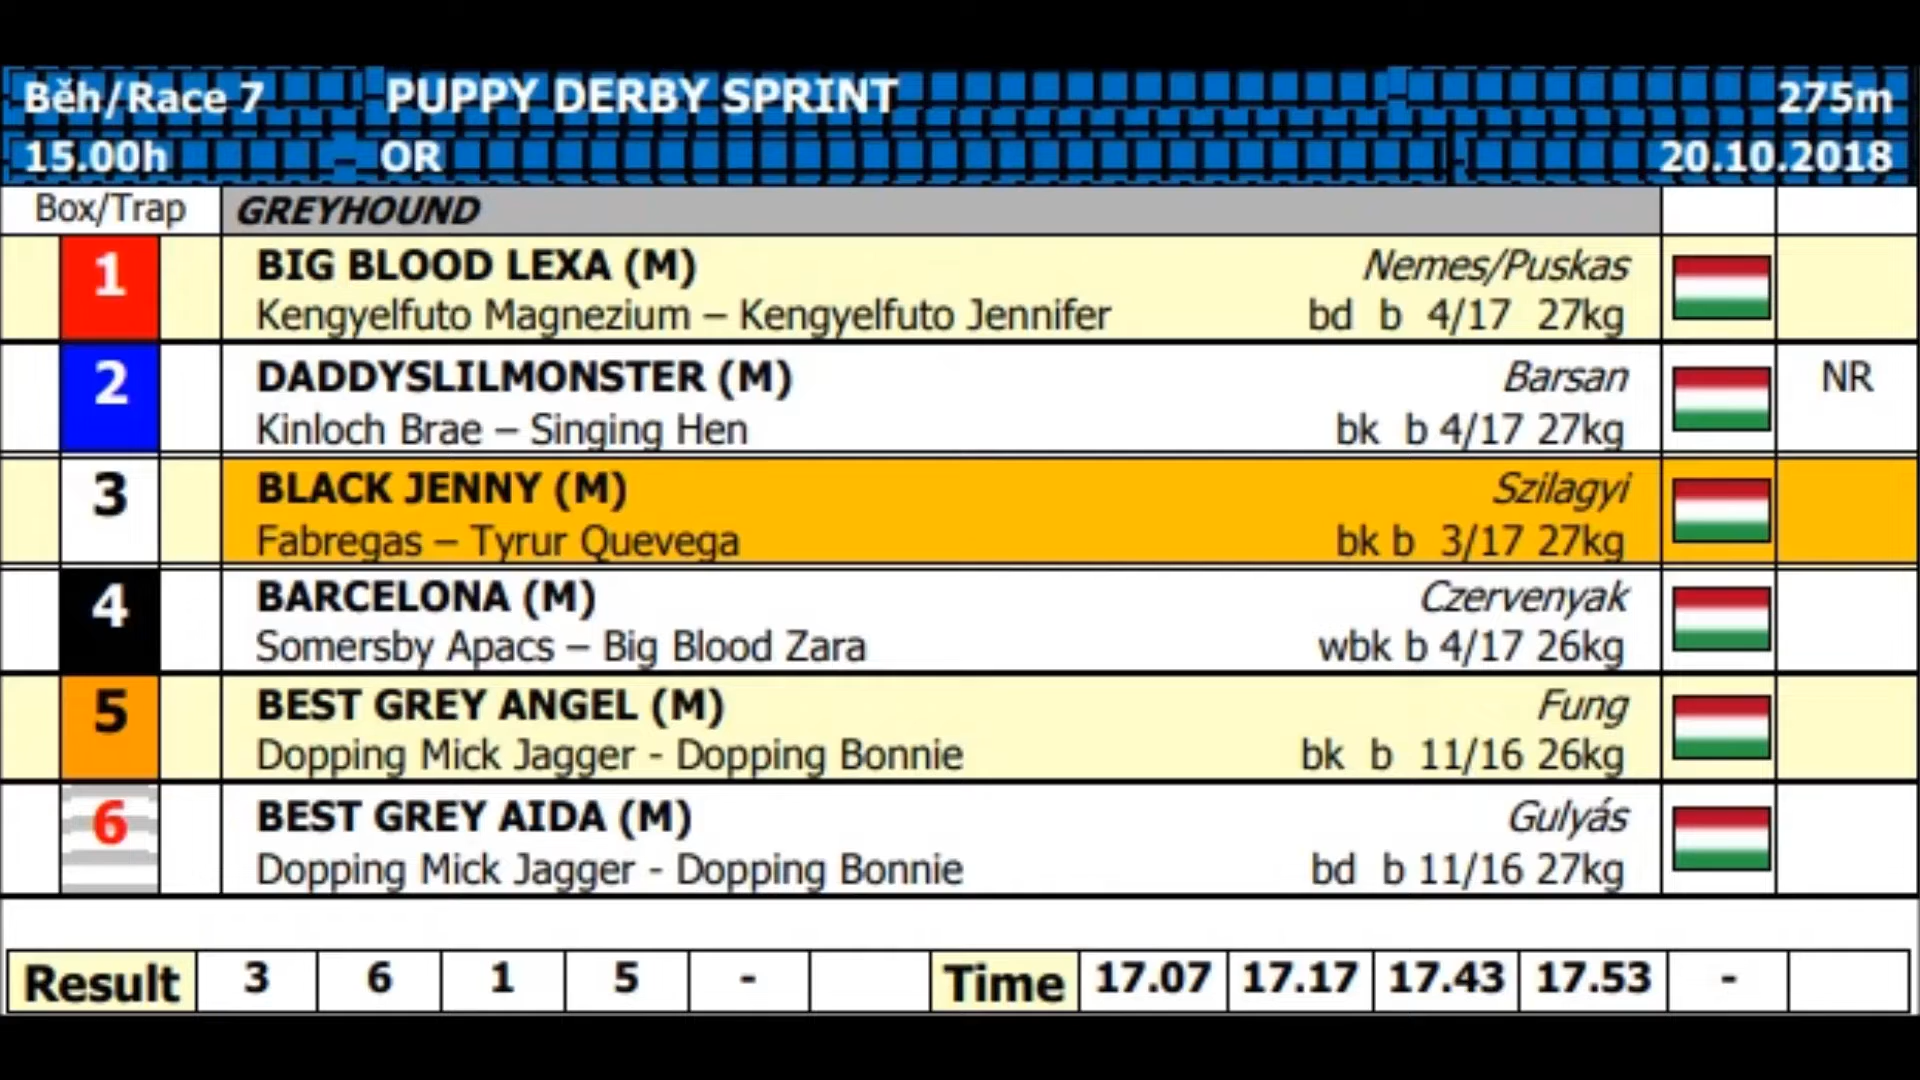 Běh/Race 7 PUPPY DERBY SPRINT 275m
15.00h OR 20.10.2018
Box/Trap GREYHOUND
1 BIG BLOOD LEXA (M) Nemes/Puskas
Kengyelfuto Magnezium – Kengyelfuto Jennifer bd b 4/17 27kg
2 DADDYSLILMONSTER (M) Barsan NR
Kinloch Brae – Singing Hen bk b 4/17 27kg
3 BLACK JENNY (M) Szilagyi
Fabregas – Tyrur Quevega bk b 3/17 27kg
4 BARCELONA (M) Czervenyak
Somersby Apacs – Big Blood Zara wbk b 4/17 26kg
5 BEST GREY ANGEL (M) Fung
Dopping Mick Jagger - Dopping Bonnie bk b 11/16 26kg
6 BEST GREY AIDA (M) Gulyás
Dopping Mick Jagger - Dopping Bonnie bd b 11/16 27kg
Result 3 6 1 5 - Time 17.07 17.17 17.43 17.53 -